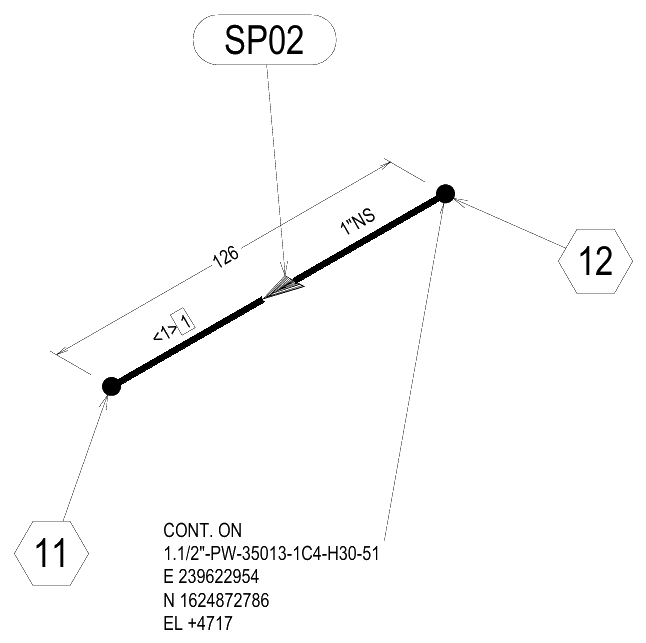 SP02
1"NS
126
12
<1> 1
11
CONT. ON
1.1/2"-PW-35013-1C4-H30-51
E 239622954
N 1624872786
EL +4717